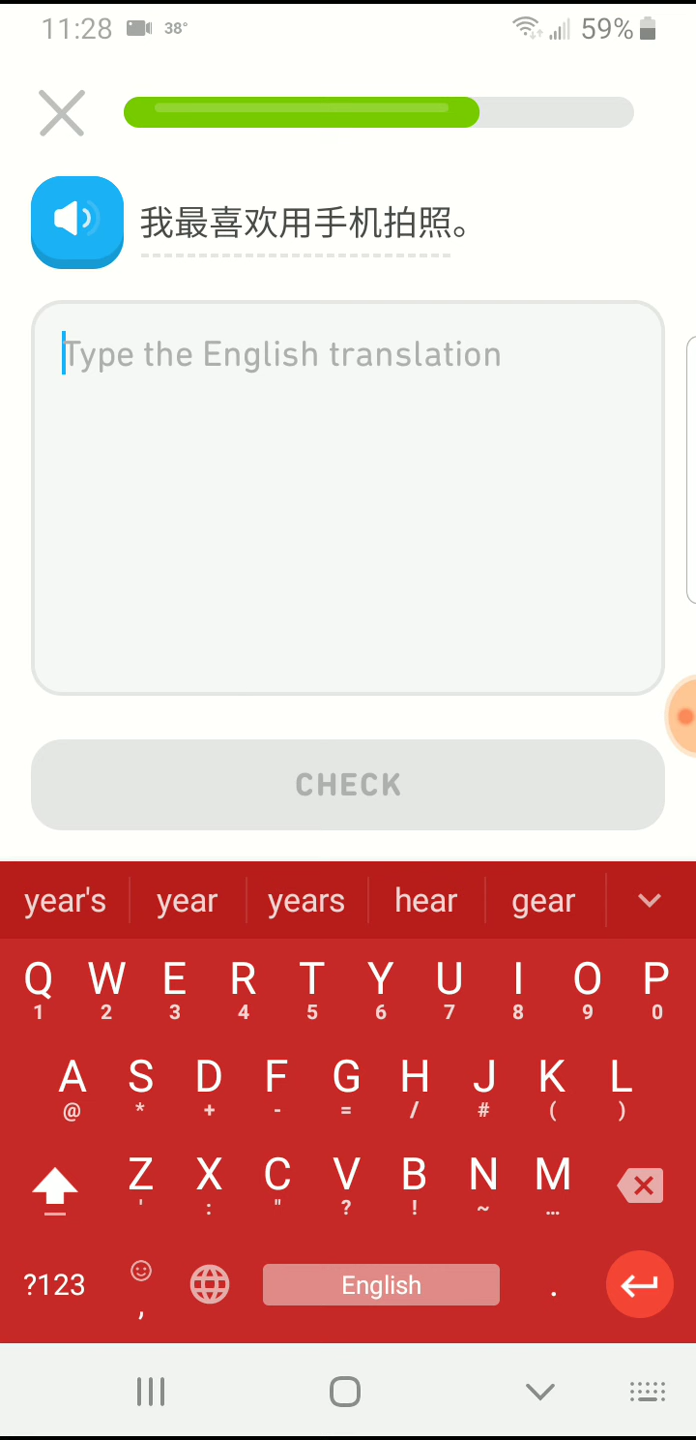 11:28 38° 59%
我最喜欢用手机拍照。
Type the English translation
CHECK
year's year years hear gear
Q W E R T Y U I O P
1 2 3 4 5 6 7 8 9 0
A S D F G H J K L
@ * + - = / # ( )
Z X C V B N M
' : " ? ! ~ …
?123 , English .